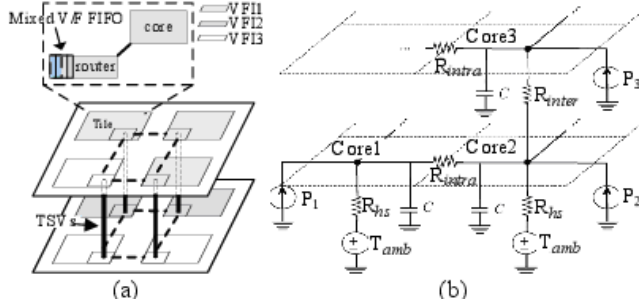 VFI1
VFI2
VFI3
Mixed V/F FIFO
core
router
Tile
TSVs
(a)
...
Core3
R_intra
C
R_inter
P_3
Core1
Core2
R_intra
P_1
R_hs
C
C
R_hs
P_2
T_amb
T_amb
(b)